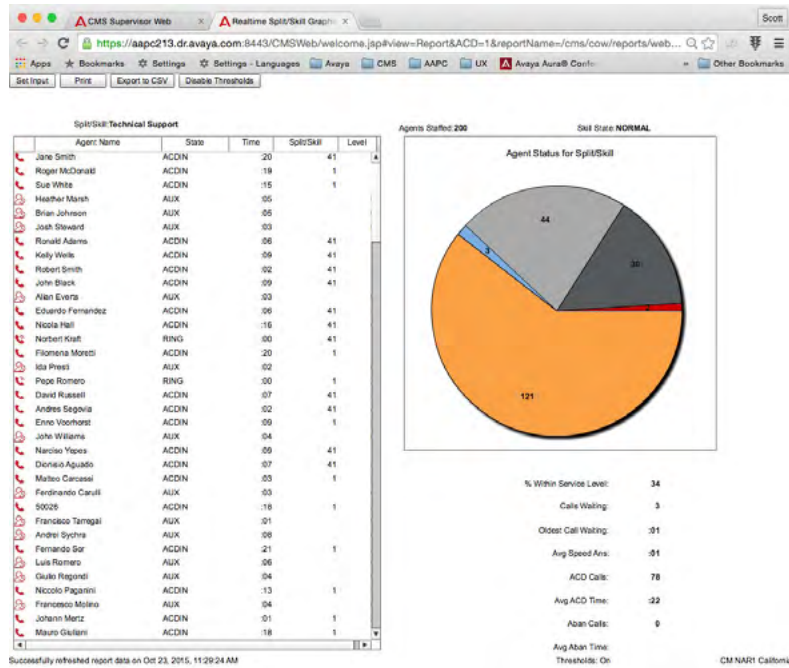 CMS Supervisor Web
Realtime Split/Skill Graphic
Scott
https://aapc213.dr.avaya.com:8443/CMSWeb/welcome.jsp#view=Report&ACD=1&reportName=/cms/cow/reports/web...
Apps Bookmarks Settings Settings - Languages Avaya CMS AAPC UX Avaya Aura® Conf Other Bookmarks
Set Input Print Export to CSV Disable Thresholds
Split/Skill:Technical Support
Agents Staffed:200 Skill State:NORMAL
Agent Name State Time Split/Skill Level
Jane Smith ACDIN :20 41
Roger McDonald ACDIN :19 1
Sue White ACDIN :15 1
Heather Marsh AUX :05
Brian Johnson AUX :05
Josh Steward AUX :03
Ronald Adams ACDIN :06 41
Kelly Wells ACDIN :09 41
Robert Smith ACDIN :02 41
John Black ACDIN :09 41
Allan Everts AUX :03
Eduardo Fernandez ACDIN :06 41
Nicola Hall ACDIN :16 41
Norbert Kraft RING :00 41
Filomena Moretti ACDIN :20 1
Ida Presti AUX :02
Pepe Romero RING :00 1
David Russell ACDIN :07 41
Andres Segovia ACDIN :02 41
Enno Voorhorst ACDIN :09 1
John Williams AUX :04
Narciso Yepes ACDIN :09 41
Dionisio Aguado ACDIN :07 41
Matteo Carcassi ACDIN :03 1
Ferdinando Carulli AUX :03
50026 ACDIN :18 1
Francisco Tarregai AUX :01
Andrei Sychra AUX :08
Fernando Sor ACDIN :21 1
Luis Romero AUX :06
Giulio Regondi AUX :04
Niccolo Paganini ACDIN :13 1
Francesco Molino AUX :04
Johann Mertz ACDIN :01 1
Mauro Giuliani ACDIN :18 1
Agent Status for Split/Skill
44
3
30
2
121
% Within Service Level: 34
Calls Waiting: 3
Oldest Call Waiting: :01
Avg Speed Ans: :01
ACD Calls: 78
Avg ACD Time: :22
Aban Calls: 0
Avg Aban Time:
Successfully refreshed report data on Oct 23, 2015, 11:29:24 AM
Thresholds: On
CM NAR1 California